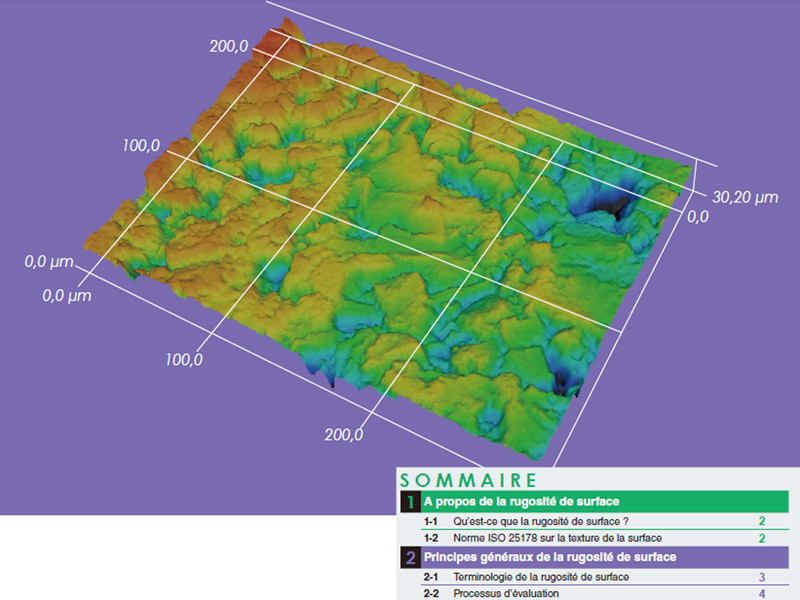 200,0
100,0
30,20 µm
0,0
0,0 µm
0,0 µm
100,0
200,0
SOMMAIRE
1 A propos de la rugosité de surface
1-1 Qu'est-ce que la rugosité de surface ? 2
1-2 Norme ISO 25178 sur la texture de la surface 2
2 Principes généraux de la rugosité de surface
2-1 Terminologie de la rugosité de surface 3
2-2 Processus d'évaluation 4